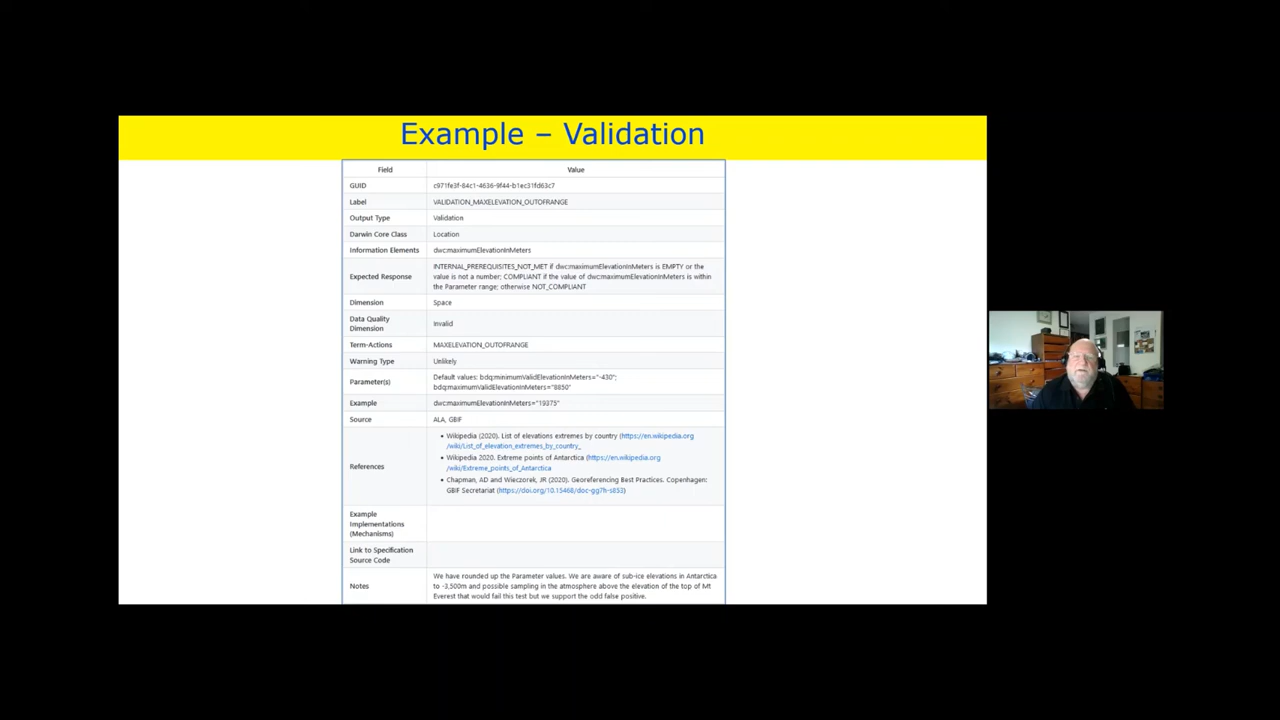 Example – Validation
Field Value
GUID c971fe3f-84c1-4636-9f44-b1ec31fd63c7
Label VALIDATION_MAXELEVATION_OUTOFRANGE
Output Type Validation
Darwin Core Class Location
Information Elements dwc:maximumElevationInMeters
Expected Response
INTERNAL_PREREQUISITES_NOT_MET if dwc:maximumElevationInMeters is EMPTY or the
value is not a number; COMPLIANT if the value of dwc:maximumElevationInMeters is within
the Parameter range; otherwise NOT_COMPLIANT
Dimension Space
Data Quality
Dimension
Invalid
Term-Actions MAXELEVATION_OUTOFRANGE
Warning Type Unlikely
Parameter(s)
Default values: bdq:minimumValidElevationInMeters="-430";
bdq:maximumValidElevationInMeters="8850"
Example dwc:maximumElevationInMeters="19375"
Source ALA, GBIF
References
• Wikipedia (2020). List of elevations extremes by country (https://en.wikipedia.org
/wiki/List_of_elevation_extremes_by_country_
• Wikipedia 2020. Extreme points of Antarctica (https://en.wikipedia.org
/wiki/Extreme_points_of_Antarctica
• Chapman, AD and Wieczorek, JR (2020). Georeferencing Best Practices. Copenhagen:
GBIF Secretariat (https://doi.org/10.15468/doc-gg7h-s853)
Example
Implementations
(Mechanisms)
Link to Specification
Source Code
Notes
We have rounded up the Parameter values. We are aware of sub-ice elevations in Antarctica
to -3,500m and possible sampling in the atmosphere above the elevation of the top of Mt
Everest that would fail this test but we support the odd false positive.